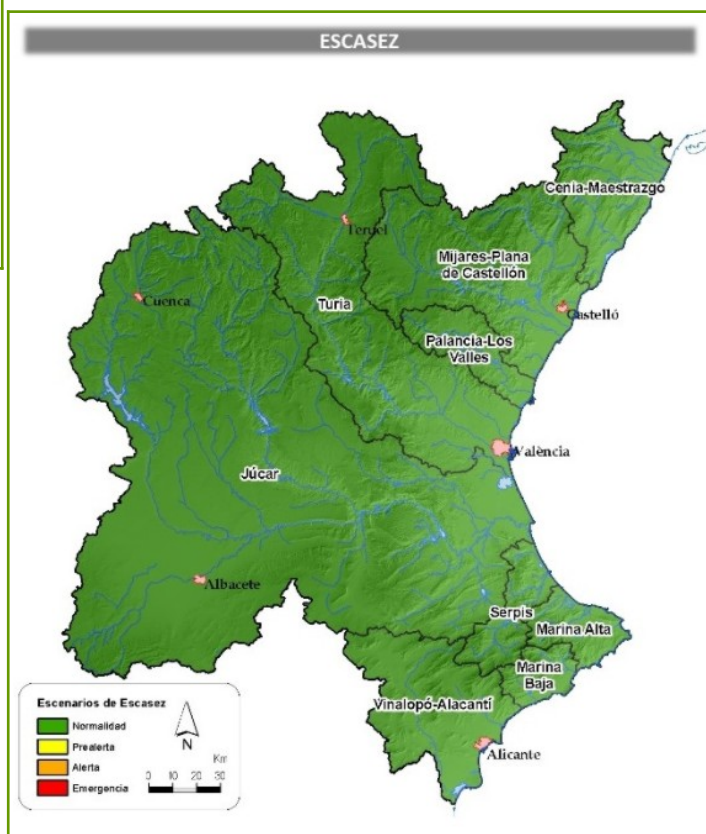 ESCASEZ
Cenia-Maestrazgo
Teruel
Mijares-Plana
de Castellón
Cuenca
Turia
Castelló
Palancia-Los
Valles
València
Júcar
Albacete
Serpis
Marina Alta
Marina
Baja
Vinalopó-Alacantí
Alicante
Escenarios de Escasez
Normalidad
Prealerta
Alerta
Emergencia
N
Km
0 10 20 30